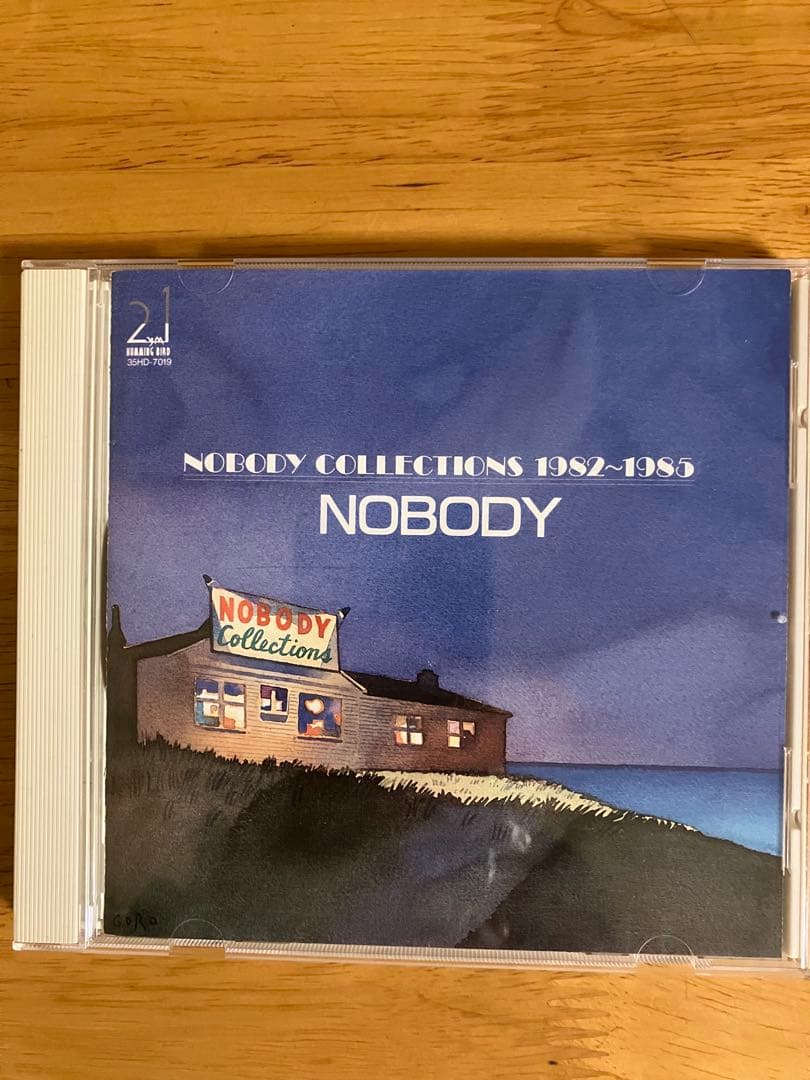 21
HUMMING BIRD
35HD-7019
NOBODY COLLECTIONS 1982~1985
NOBODY
NOBODY
Collections
GORO